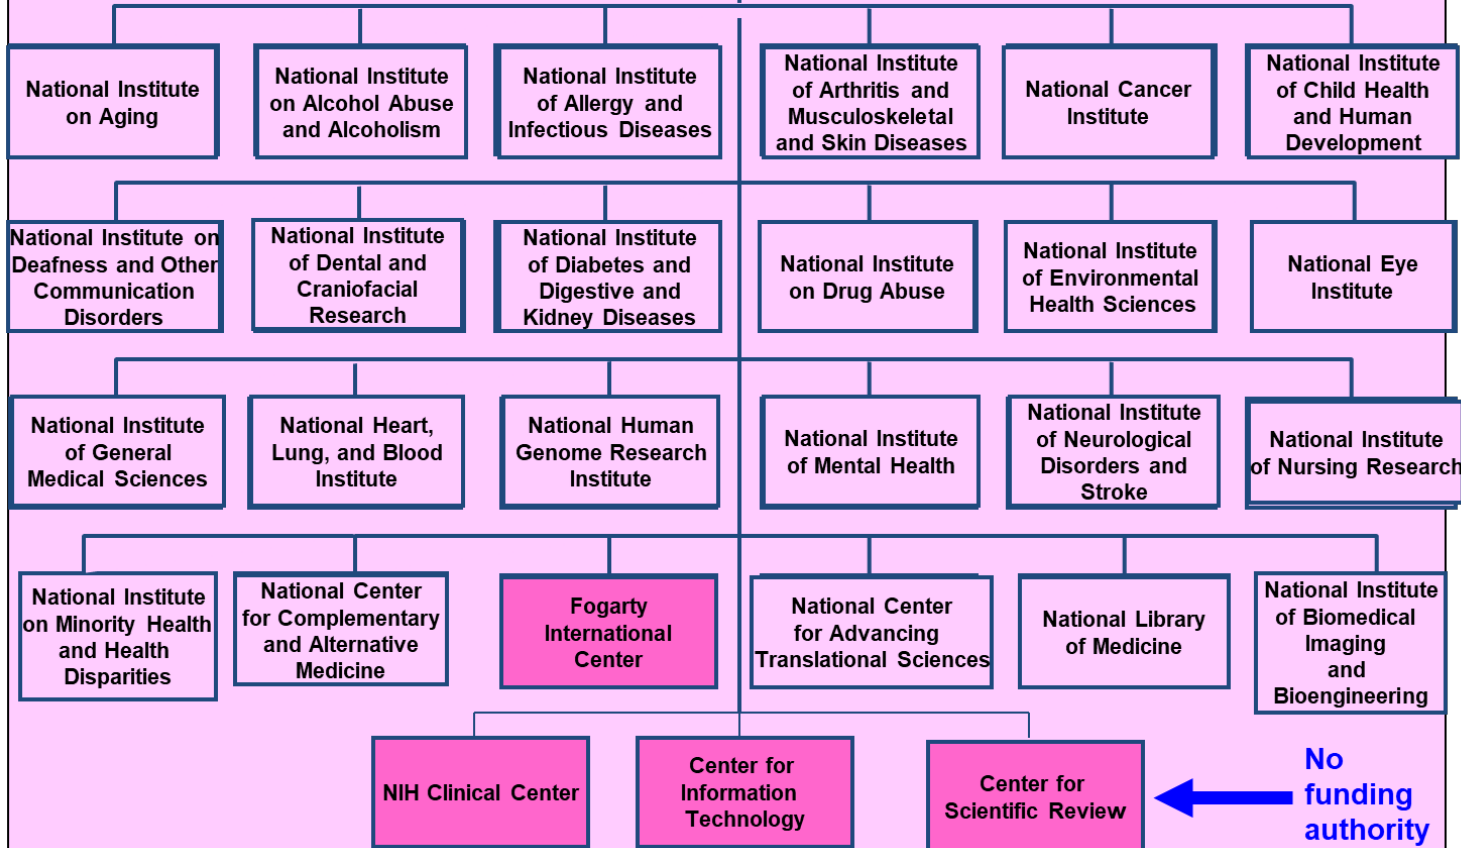 National Institute
on Aging
National Institute
on Alcohol Abuse
and Alcoholism
National Institute
of Allergy and
Infectious Diseases
National Institute
of Arthritis and
Musculoskeletal
and Skin Diseases
National Cancer
Institute
National Institute
of Child Health
and Human
Development
National Institute on
Deafness and Other
Communication
Disorders
National Institute
of Dental and
Craniofacial
Research
National Institute
of Diabetes and
Digestive and
Kidney Diseases
National Institute
on Drug Abuse
National Institute
of Environmental
Health Sciences
National Eye
Institute
National Institute
of General
Medical Sciences
National Heart,
Lung, and Blood
Institute
National Human
Genome Research
Institute
National Institute
of Mental Health
National Institute
of Neurological
Disorders and
Stroke
National Institute
of Nursing Research
National Institute
on Minority Health
and Health
Disparities
National Center
for Complementary
and Alternative
Medicine
Fogarty
International
Center
National Center
for Advancing
Translational Sciences
National Library
of Medicine
National Institute
of Biomedical
Imaging
and
Bioengineering
NIH Clinical Center
Center for
Information
Technology
Center for
Scientific Review
No
funding
authority